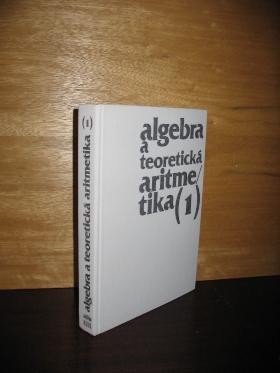 algebra
a
teoretická
aritme/
tika(1)
algebra a teoretická aritmetika (1)